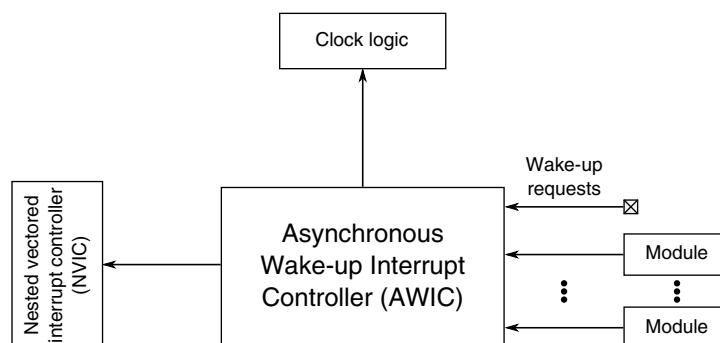 Clock logic
Wake-up
requests
Nested vectored
interrupt controller
(NVIC)
Asynchronous
Wake-up Interrupt
Controller (AWIC)
Module
Module